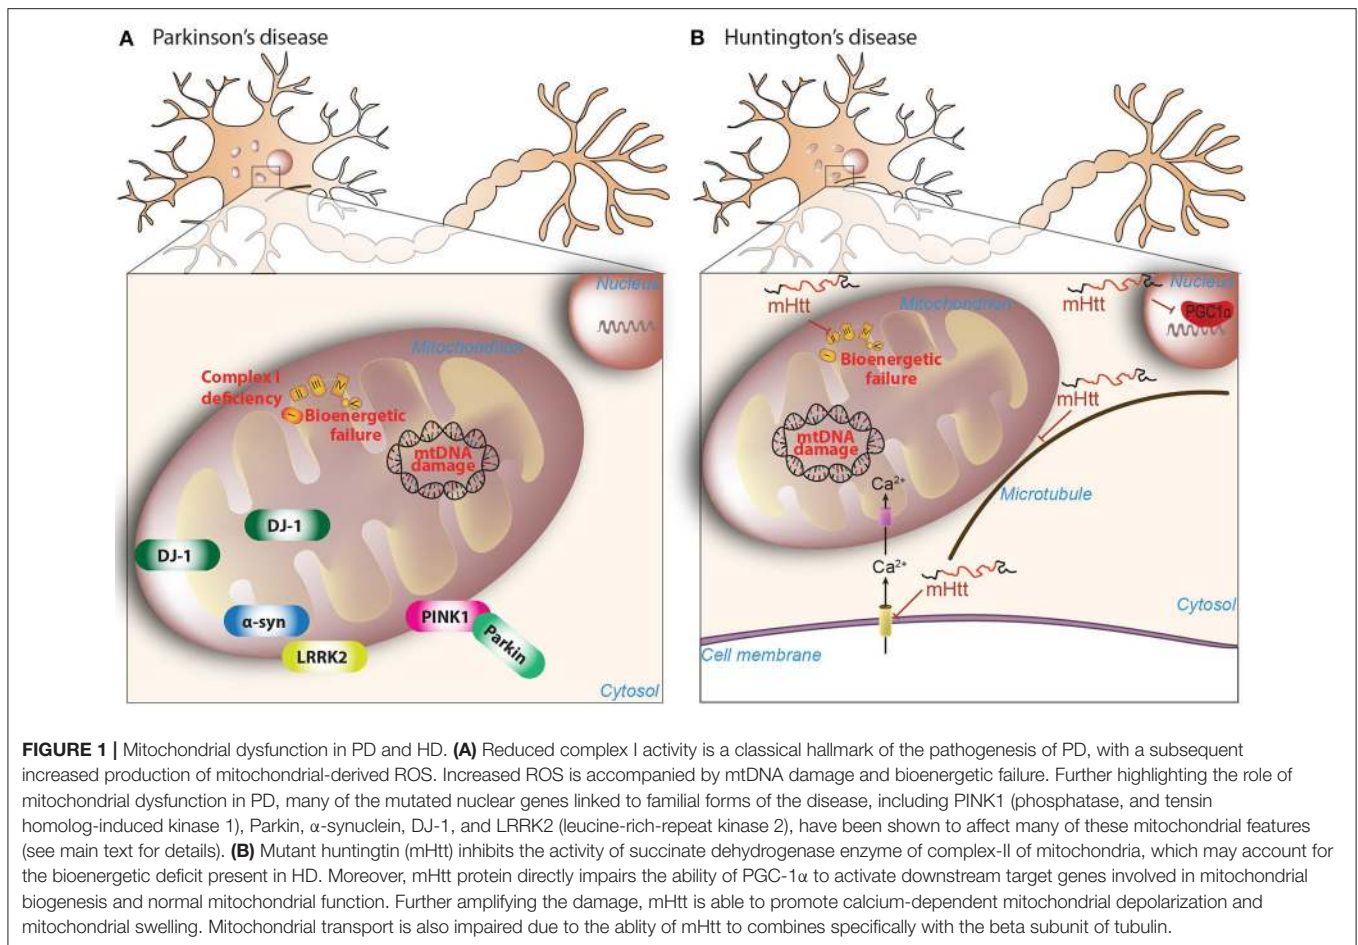 A Parkinson's disease
Nucleus
Mitochondrion
Complex I
deficiency
III
IV
I
V
Bioenergetic
failure
mtDNA
damage
DJ-1
DJ-1
α-syn
PINK1
Parkin
LRRK2
Cytosol
B Huntington's disease
mHtt
Mitochondrion
mHtt
Nucleus
PGC1α
III
IV
I
V
Bioenergetic
failure
mHtt
mtDNA
damage
Ca2+
Microtubule
Ca2+
mHtt
Cytosol
Cell membrane
FIGURE 1 | Mitochondrial dysfunction in PD and HD. (A) Reduced complex I activity is a classical hallmark of the pathogenesis of PD, with a subsequent
increased production of mitochondrial-derived ROS. Increased ROS is accompanied by mtDNA damage and bioenergetic failure. Further highlighting the role of
mitochondrial dysfunction in PD, many of the mutated nuclear genes linked to familial forms of the disease, including PINK1 (phosphatase, and tensin
homolog-induced kinase 1), Parkin, α-synuclein, DJ-1, and LRRK2 (leucine-rich-repeat kinase 2), have been shown to affect many of these mitochondrial features
(see main text for details). (B) Mutant huntingtin (mHtt) inhibits the activity of succinate dehydrogenase enzyme of complex-II of mitochondria, which may account for
the bioenergetic deficit present in HD. Moreover, mHtt protein directly impairs the ability of PGC-1α to activate downstream target genes involved in mitochondrial
biogenesis and normal mitochondrial function. Further amplifying the damage, mHtt is able to promote calcium-dependent mitochondrial depolarization and
mitochondrial swelling. Mitochondrial transport is also impaired due to the ablity of mHtt to combines specifically with the beta subunit of tubulin.